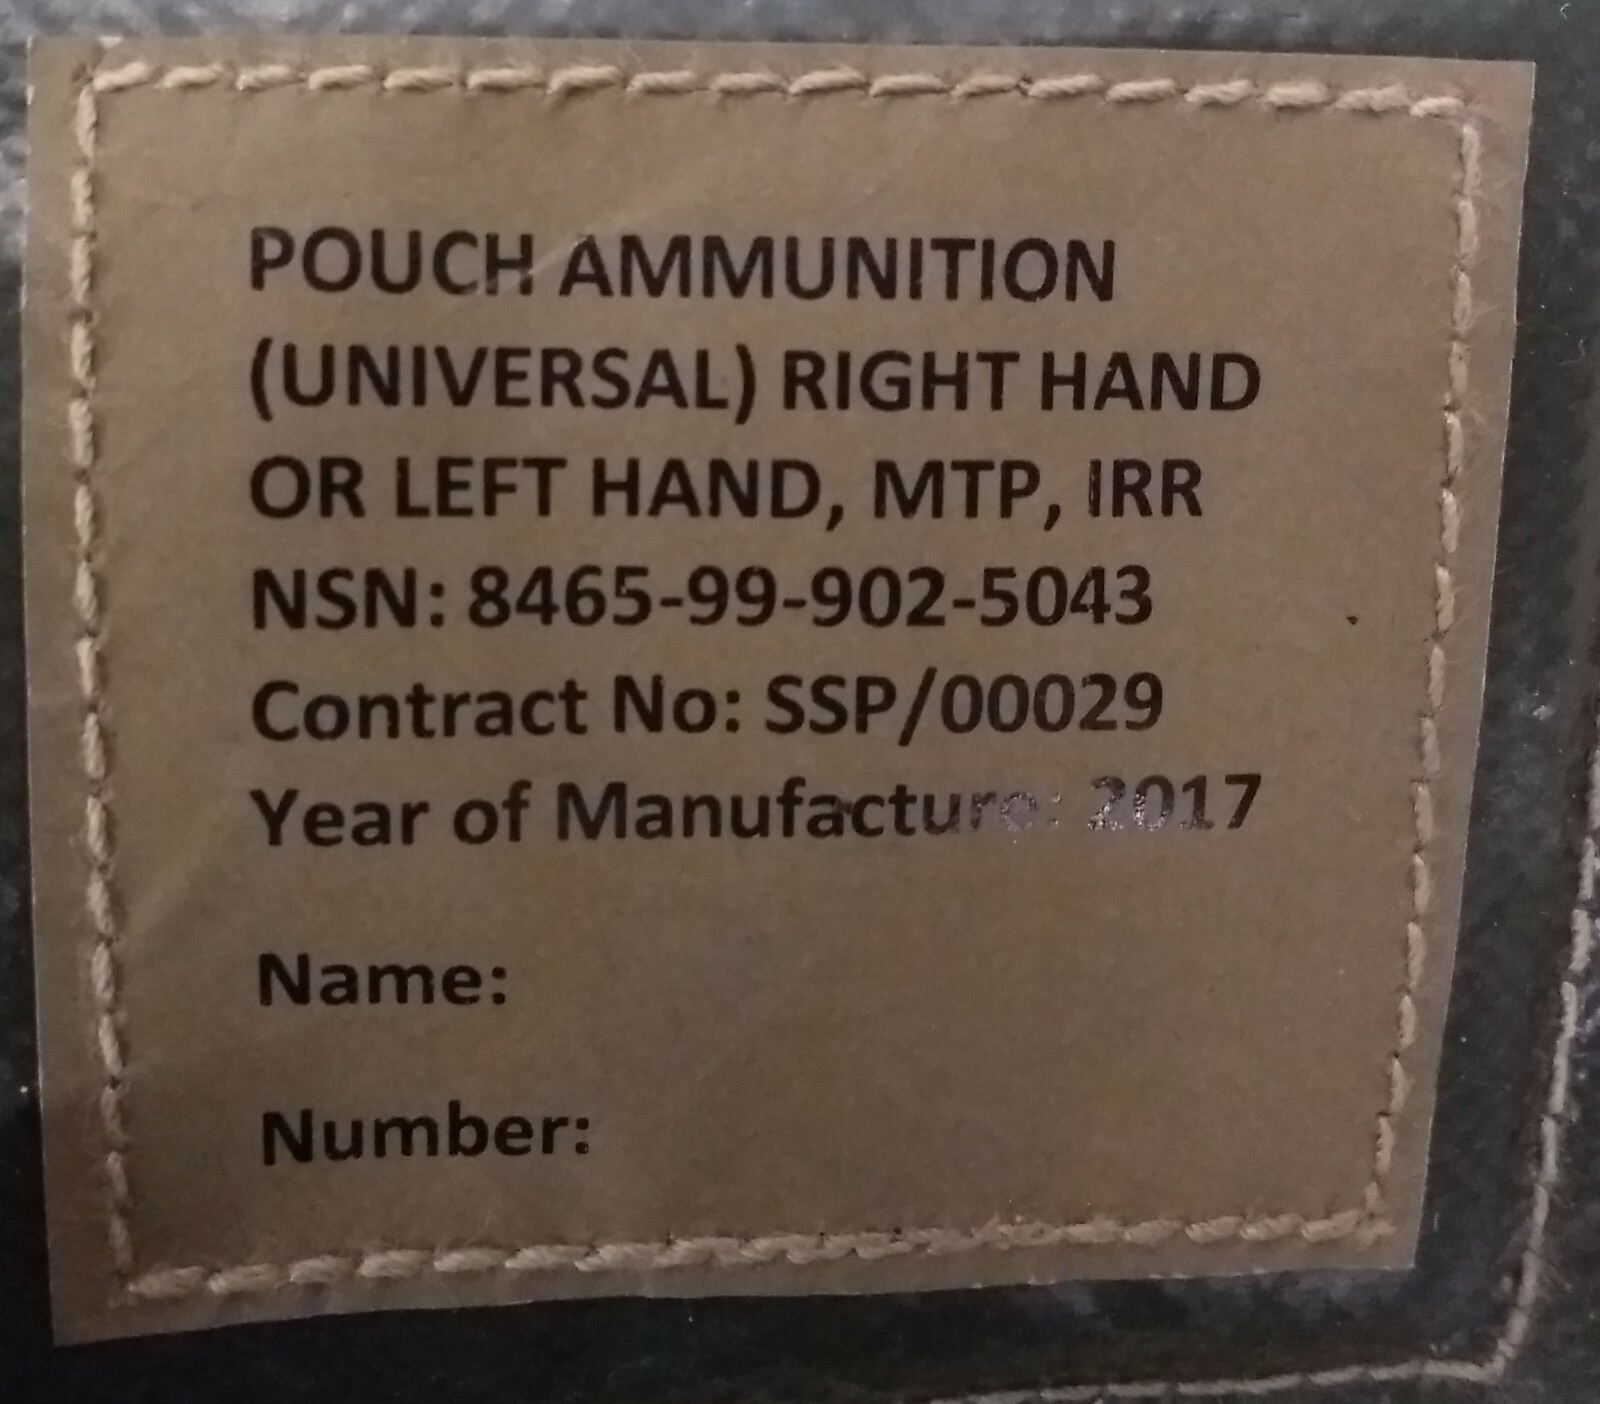 POUCH AMMUNITION
(UNIVERSAL) RIGHT HAND
OR LEFT HAND, MTP, IRR
NSN: 8465-99-902-5043
Contract No: SSP/00029
Year of Manufacture: 2017
Name:
Number: